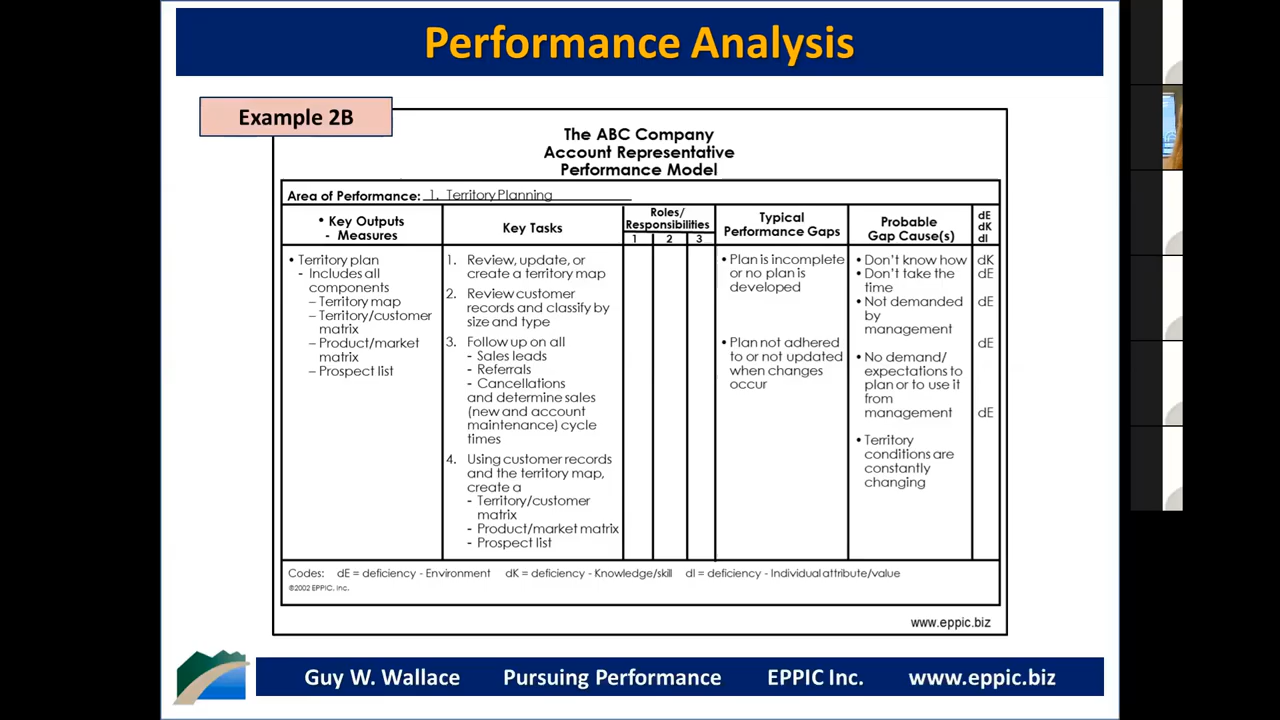 Performance Analysis
Example 2B
The ABC Company
Account Representative
Performance Model
Area of Performance: 1. Territory Planning
• Key Outputs
- Measures
Key Tasks
Roles/
Responsibilities
1 2 3
Typical
Performance Gaps
Probable
Gap Cause(s)
dE
dK
dI
• Territory plan
- Includes all
components
– Territory map
– Territory/customer
matrix
– Product/market
matrix
– Prospect list
1. Review, update, or
create a territory map
2. Review customer
records and classify by
size and type
3. Follow up on all
- Sales leads
- Referrals
- Cancellations
and determine sales
(new and account
maintenance) cycle
times
4. Using customer records
and the territory map,
create a
- Territory/customer
matrix
- Product/market matrix
- Prospect list
• Plan is incomplete
or no plan is
developed
• Plan not adhered
to or not updated
when changes
occur
• Don't know how
• Don't take the
time
• Not demanded
by
management
• No demand/
expectations to
plan or to use it
from
management
• Territory
conditions are
constantly
changing
dK
dE
dE
dE
dE
Codes: dE = deficiency - Environment dK = deficiency - Knowledge/skill dI = deficiency - Individual attribute/value
©2002 EPPIC, Inc.
www.eppic.biz
Guy W. Wallace Pursuing Performance EPPIC Inc. www.eppic.biz